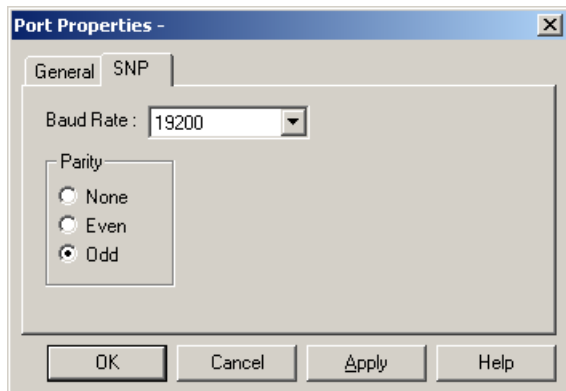 Port Properties -
General SNP
Baud Rate : 19200
Parity
None
Even
Odd
OK Cancel Apply Help